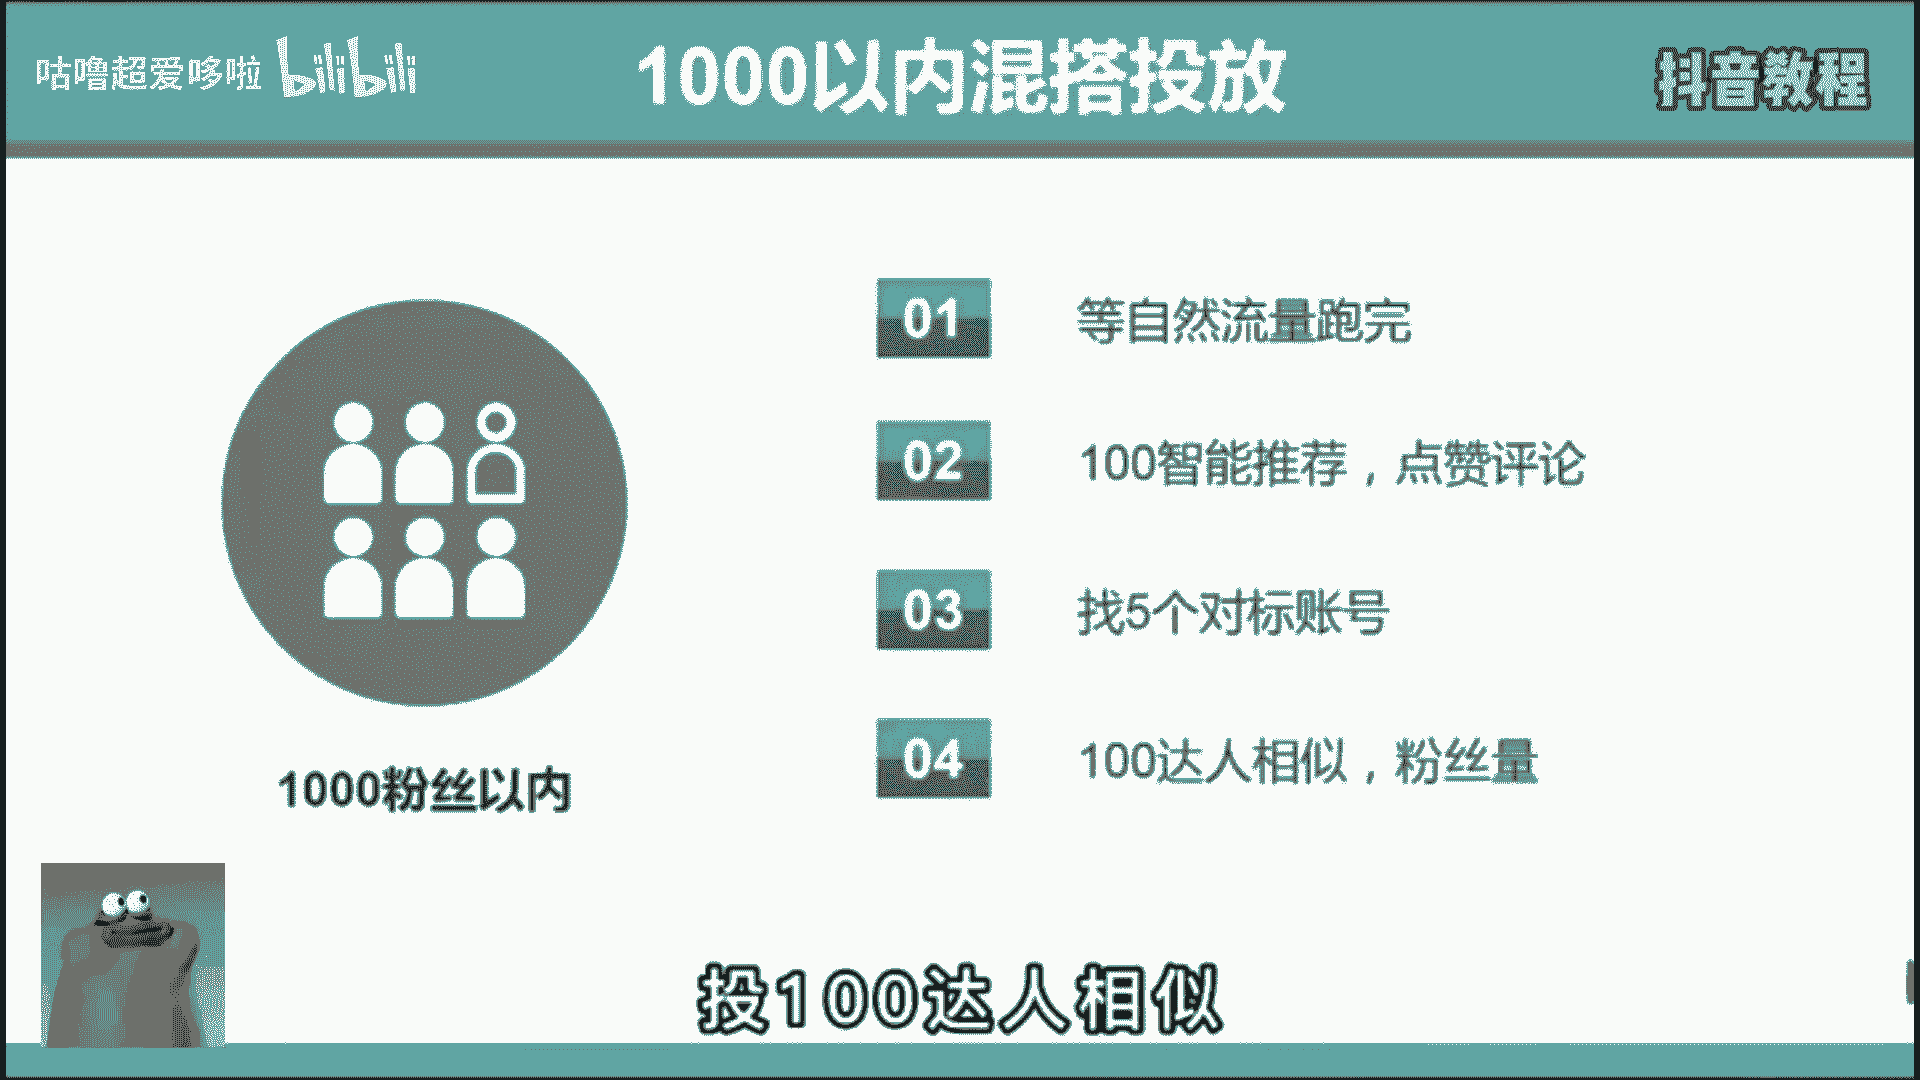 咕噜超爱哆啦 bilibili
1000以内混搭投放
抖音教程
01 等自然流量跑完
02 100智能推荐，点赞评论
03 找5个对标账号
04 100达人相似，粉丝量
1000粉丝以内
投100达人相似